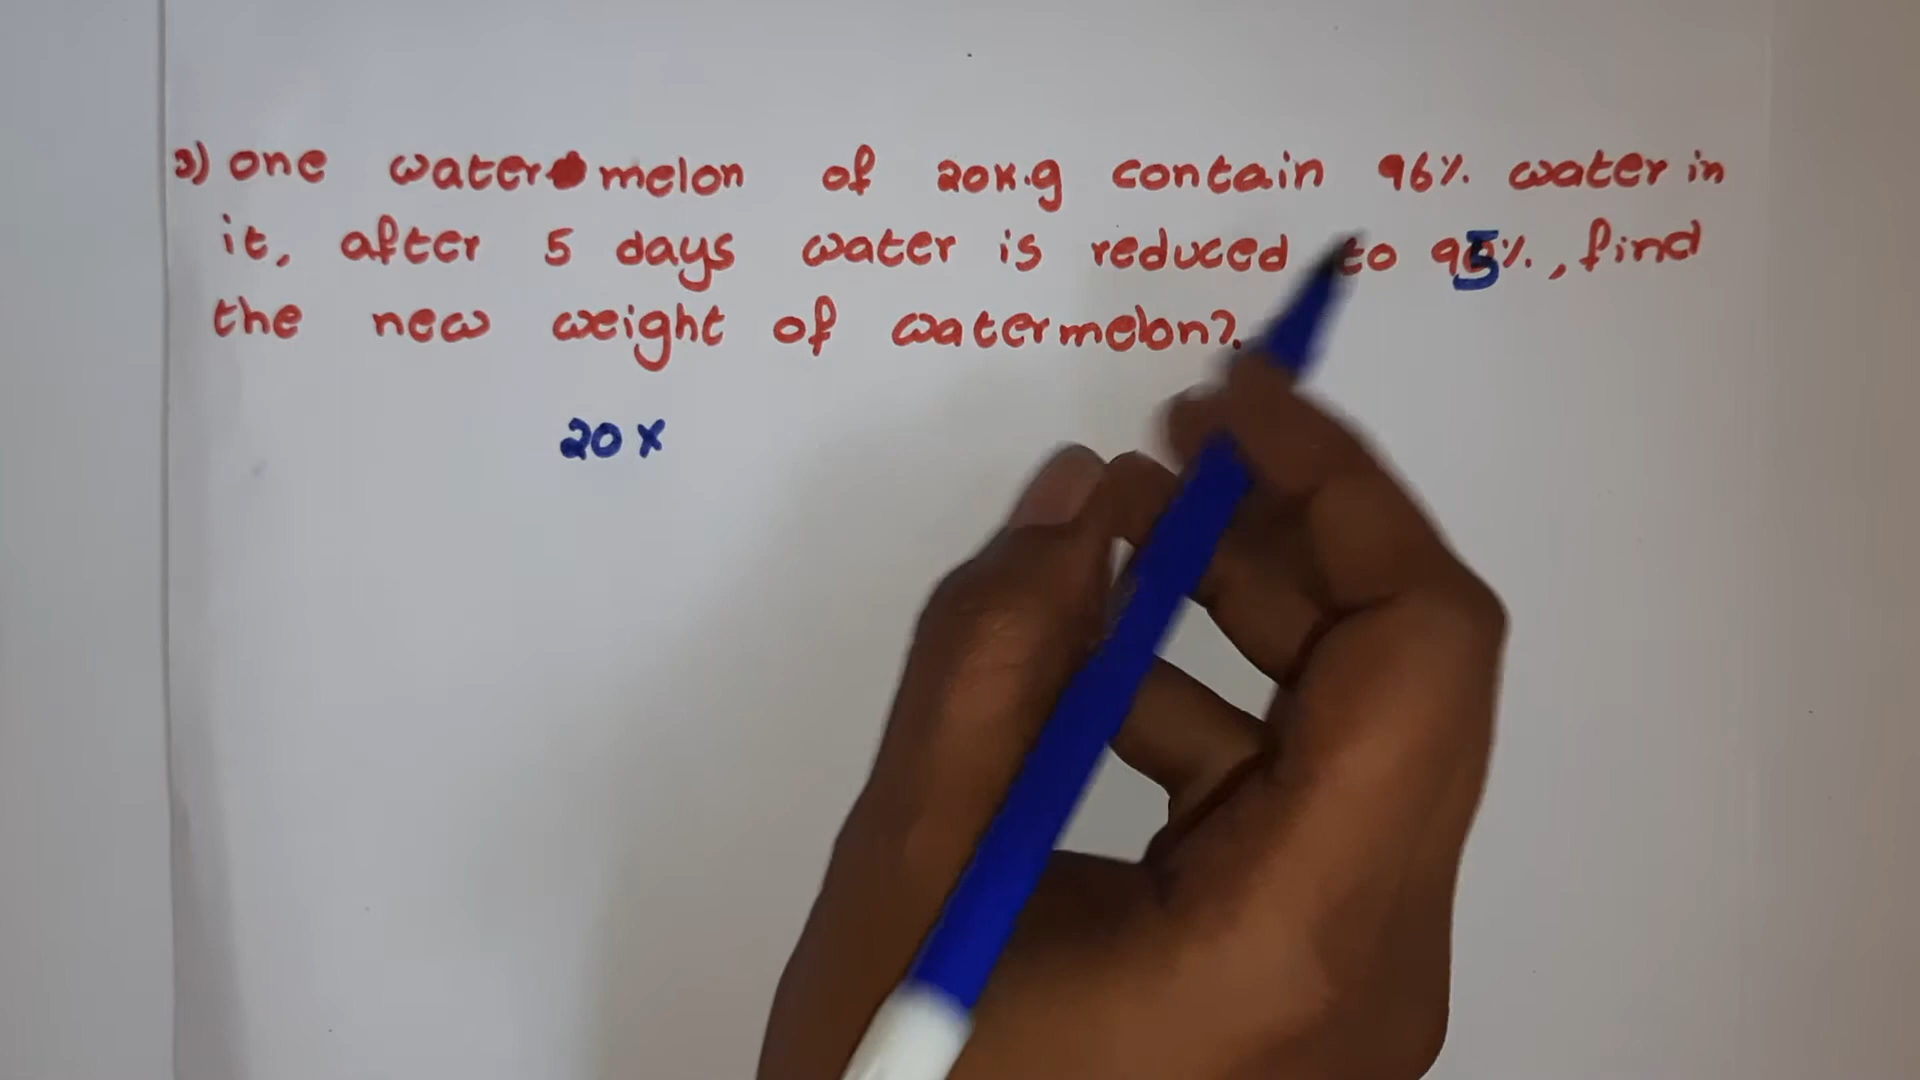 3) one water melon of 20K.g contain 96% water in
it, after 5 days water is reduced to 95%, find
the new weight of watermelon?.
20 x